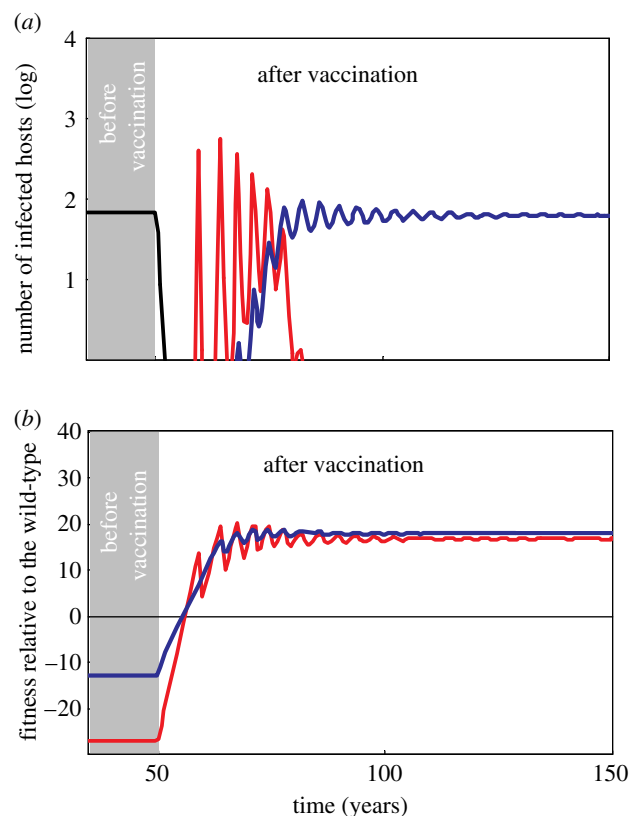 (a)
4
3
2
1
number of infected hosts (log)
before
vaccination
after vaccination
(b)
40
30
20
10
0
–10
–20
fitness relative to the wild-type
before
vaccination
after vaccination
50
100
150
time (years)